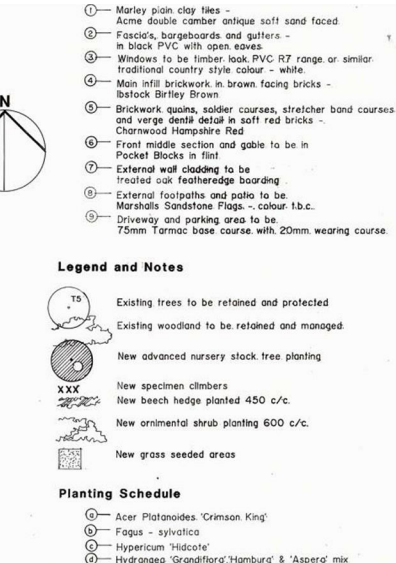 1 Marley plain clay tiles -
Acme double camber antique soft sand faced
2 Fascia's, bargeboards and gutters -
in black PVC with open eaves
3 Windows to be timber look PVC R7 range or similar
traditional country style colour - white.
4 Main infill brickwork in brown facing bricks -
Ibstock Birtley Brown
5 Brickwork quoins, soldier courses, stretcher band courses
and verge dentil detail in soft red bricks -
Charnwood Hampshire Red
6 Front middle section and gable to be in
Pocket Blocks in flint
7 External wall cladding to be
treated oak featheredge boarding
8 External footpaths and patio to be
Marshalls Sandstone Flags - colour t.b.c.
9 Driveway and parking area to be
75mm Tarmac base course with 20mm wearing course
N
Legend and Notes
T5 Existing trees to be retained and protected
Existing woodland to be retained and managed
New advanced nursery stock tree planting
XXX New specimen climbers
New beech hedge planted 450 c/c.
New ornimental shrub planting 600 c/c.
New grass seeded areas
Planting Schedule
a Acer Platanoides 'Crimson King'
b Fagus - sylvatica
c Hypericum 'Hidcote'
d Hydrangea 'Grandiflora','Hamburg' & 'Aspera' mix